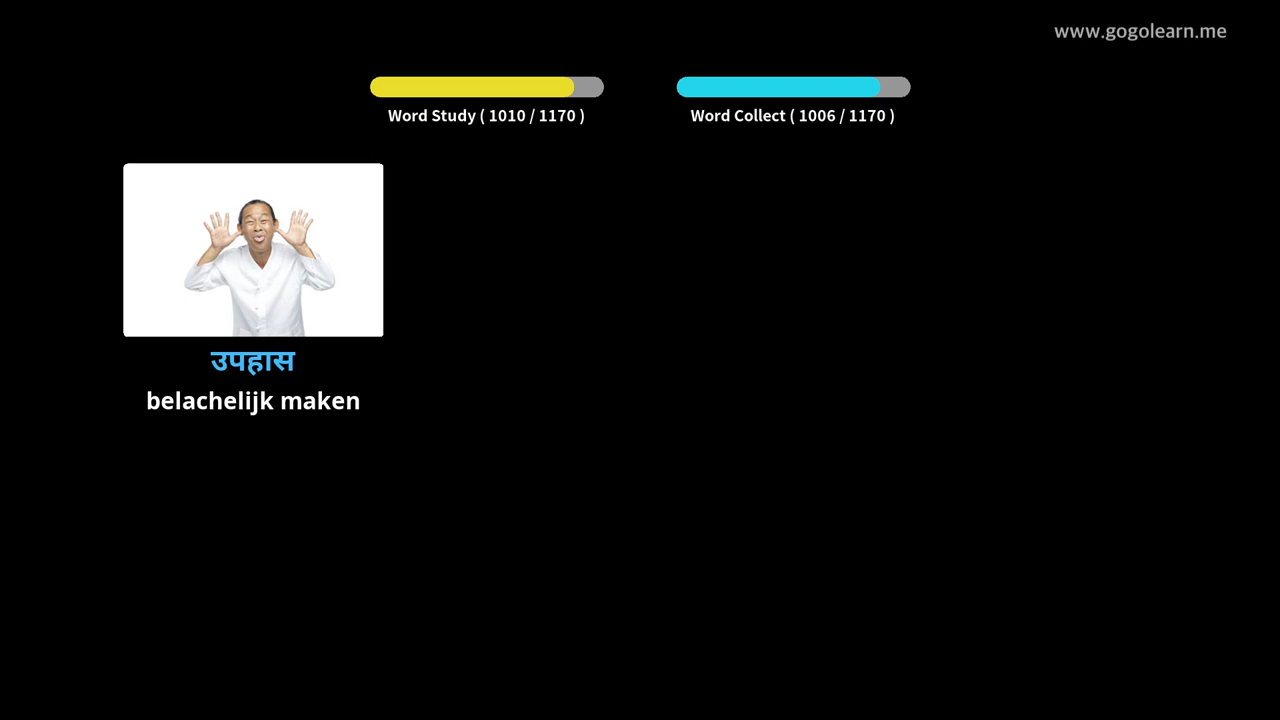 www.gogolearn.me
Word Study ( 1010 / 1170 )
Word Collect ( 1006 / 1170 )
उपहास
belachelijk maken